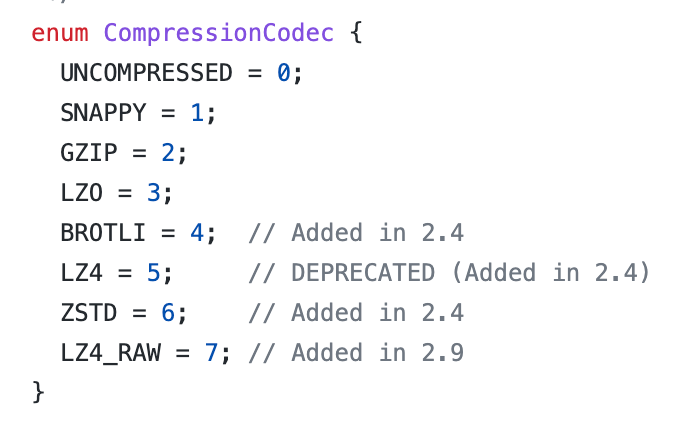 enum CompressionCodec {
  UNCOMPRESSED = 0;
  SNAPPY = 1;
  GZIP = 2;
  LZO = 3;
  BROTLI = 4;  // Added in 2.4
  LZ4 = 5;     // DEPRECATED (Added in 2.4)
  ZSTD = 6;    // Added in 2.4
  LZ4_RAW = 7; // Added in 2.9
}